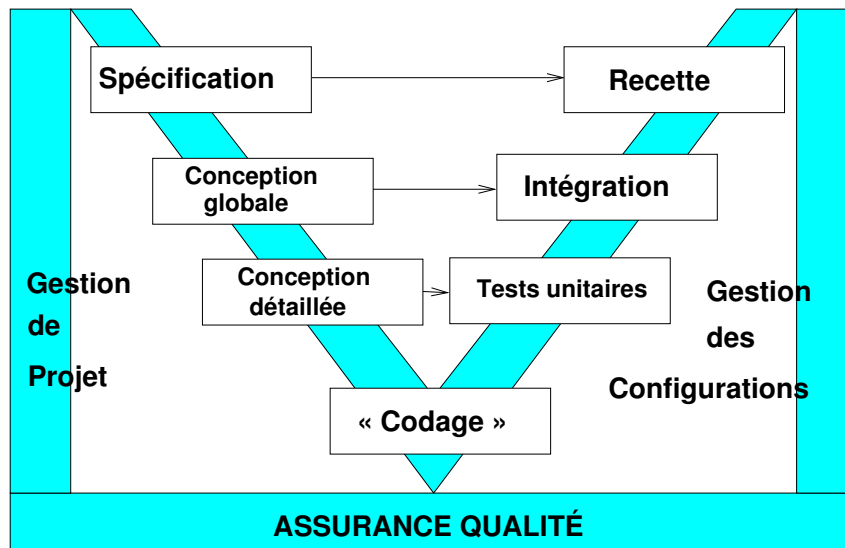 Spécification
Recette
Conception
globale
Intégration
Conception
détaillée
Tests unitaires
Gestion
de
Projet
Gestion
des
Configurations
« Codage »
ASSURANCE QUALITÉ